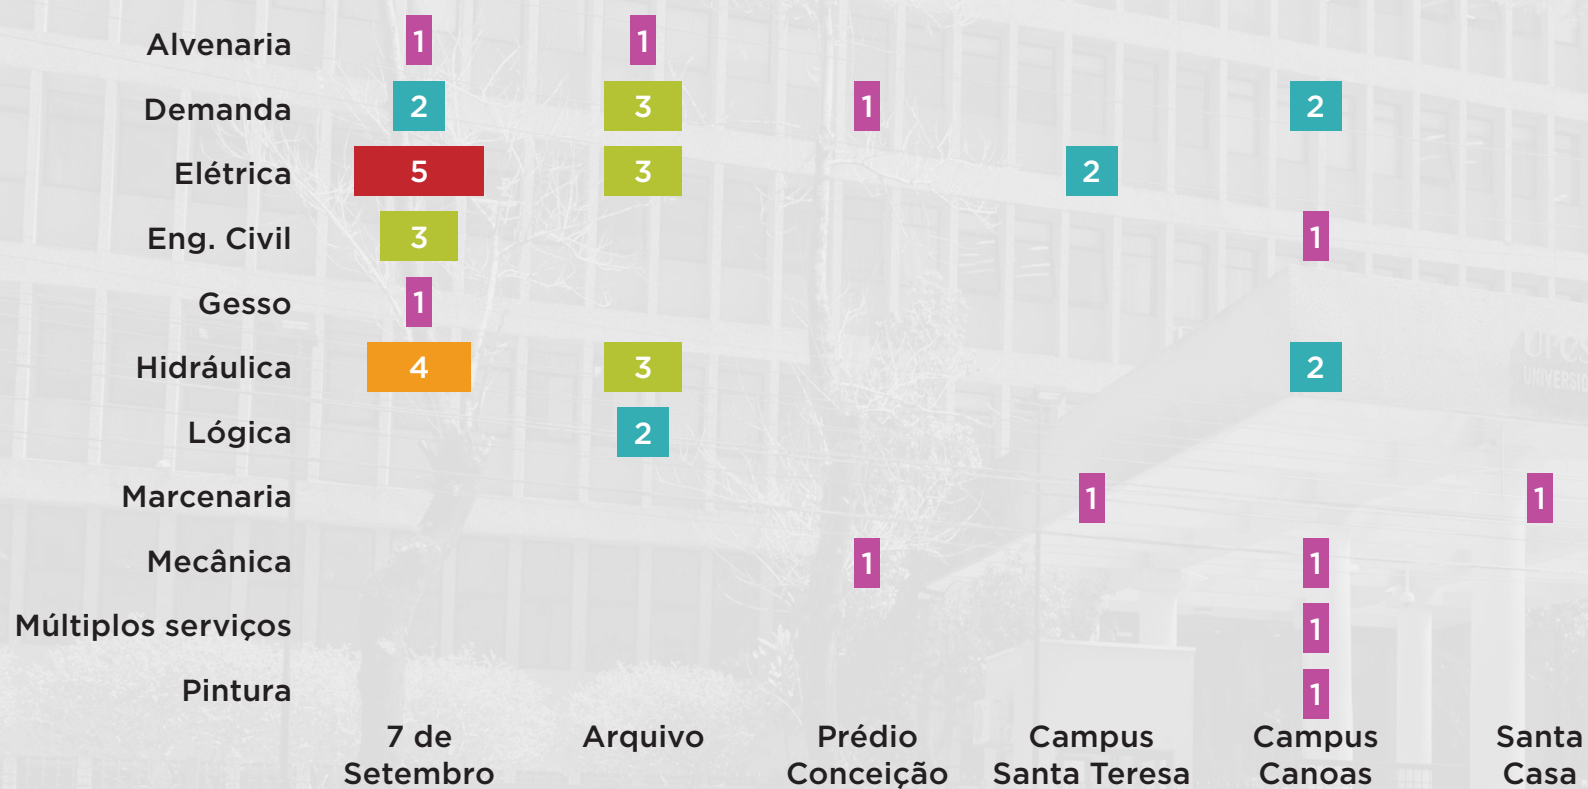 Alvenaria 1 1
Demanda 2 3 1 2
Elétrica 5 3 2
Eng. Civil 3 1
Gesso 1
Hidráulica 4 3 2
Lógica 2
Marcenaria 1 1
Mecânica 1 1
Múltiplos serviços 1
Pintura 1
7 de Setembro
Arquivo
Prédio Conceição
Campus Santa Teresa
Campus Canoas
Santa Casa